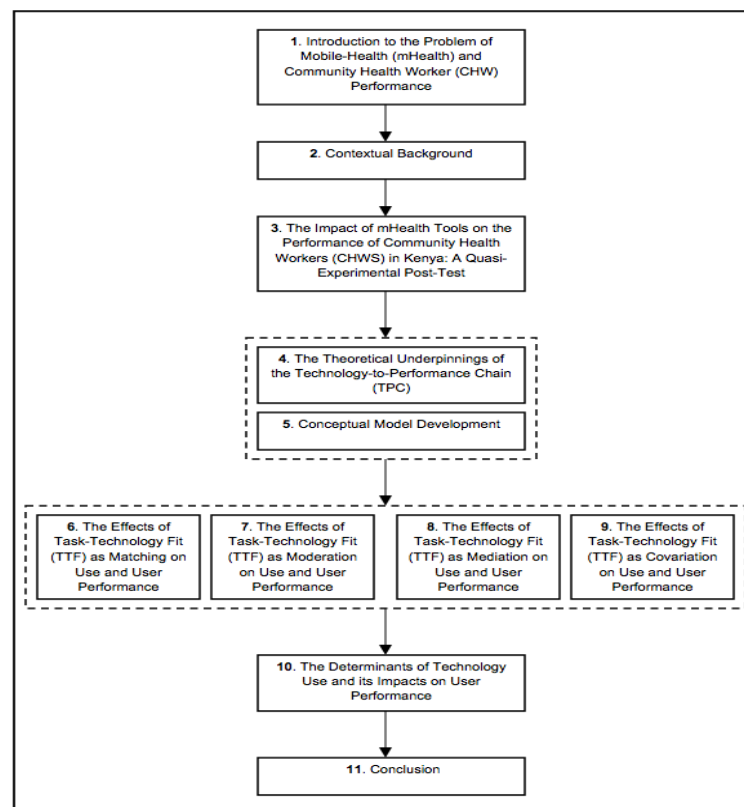 1. Introduction to the Problem of
Mobile-Health (mHealth) and
Community Health Worker (CHW)
Performance
2. Contextual Background
3. The Impact of mHealth Tools on the
Performance of Community Health
Workers (CHWS) in Kenya: A Quasi-
Experimental Post-Test
4. The Theoretical Underpinnings of
the Technology-to-Performance Chain
(TPC)
5. Conceptual Model Development
6. The Effects of
Task-Technology Fit
(TTF) as Matching on
Use and User
Performance
7. The Effects of
Task-Technology Fit
(TTF) as Moderation
on Use and User
Performance
8. The Effects of
Task-Technology Fit
(TTF) as Mediation on
Use and User
Performance
9. The Effects of
Task-Technology Fit
(TTF) as Covariation
on Use and User
Performance
10. The Determinants of Technology
Use and its Impacts on User
Performance
11. Conclusion